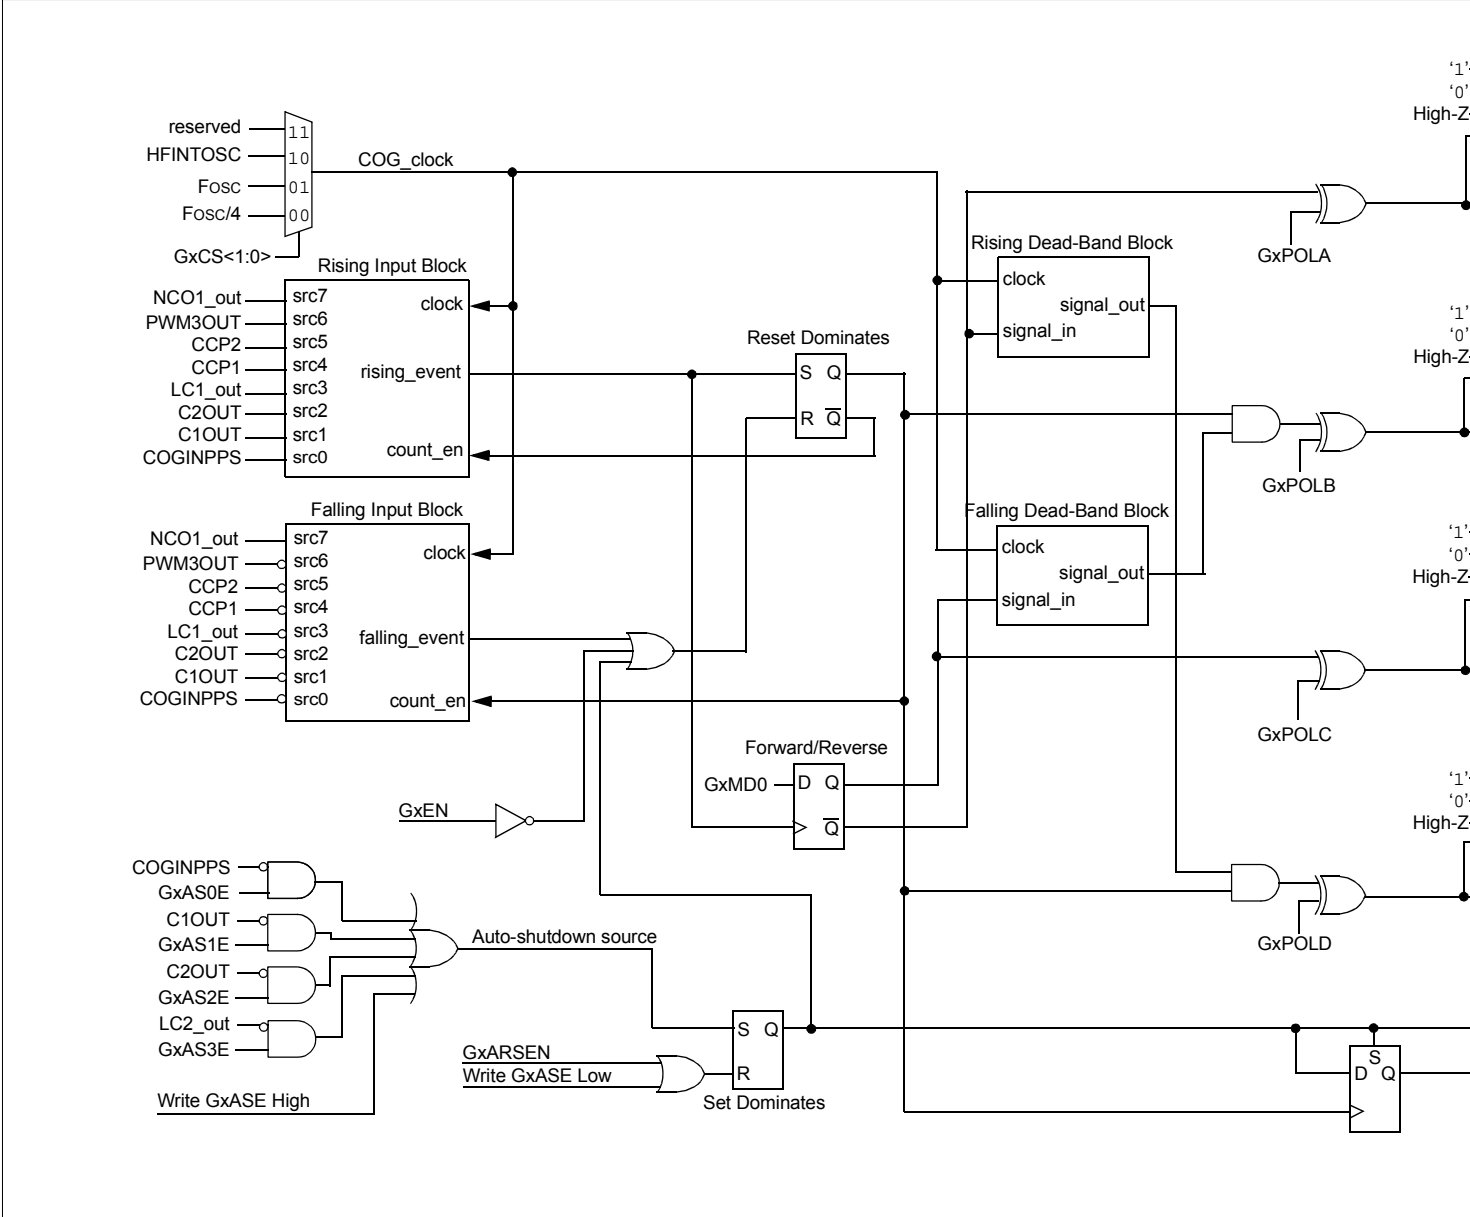 ‘1’
‘0’
High-Z
reserved
11
HFINTOSC
10
COG_clock
FOSC
01
FOSC/4
00
GxCS<1:0>
Rising Input Block
NCO1_out
src7
PWM3OUT
src6
CCP2
src5
CCP1
src4
LC1_out
src3
C2OUT
src2
C1OUT
src1
COGINPPS
src0
clock
rising_event
count_en
Reset Dominates
S Q
R Q
Rising Dead-Band Block
clock
signal_out
signal_in
GxPOLA
‘1’
‘0’
High-Z
GxPOLB
Falling Input Block
NCO1_out
src7
PWM3OUT
src6
CCP2
src5
CCP1
src4
LC1_out
src3
C2OUT
src2
C1OUT
src1
COGINPPS
src0
clock
falling_event
count_en
Falling Dead-Band Block
clock
signal_out
signal_in
‘1’
‘0’
High-Z
GxPOLC
Forward/Reverse
GxMD0
D Q
Q
GxEN
‘1’
‘0’
High-Z
GxPOLD
COGINPPS
GxAS0E
C1OUT
GxAS1E
C2OUT
GxAS2E
LC2_out
GxAS3E
Auto-shutdown source
Write GxASE High
S Q
R
GxARSEN
Write GxASE Low
Set Dominates
S
D Q